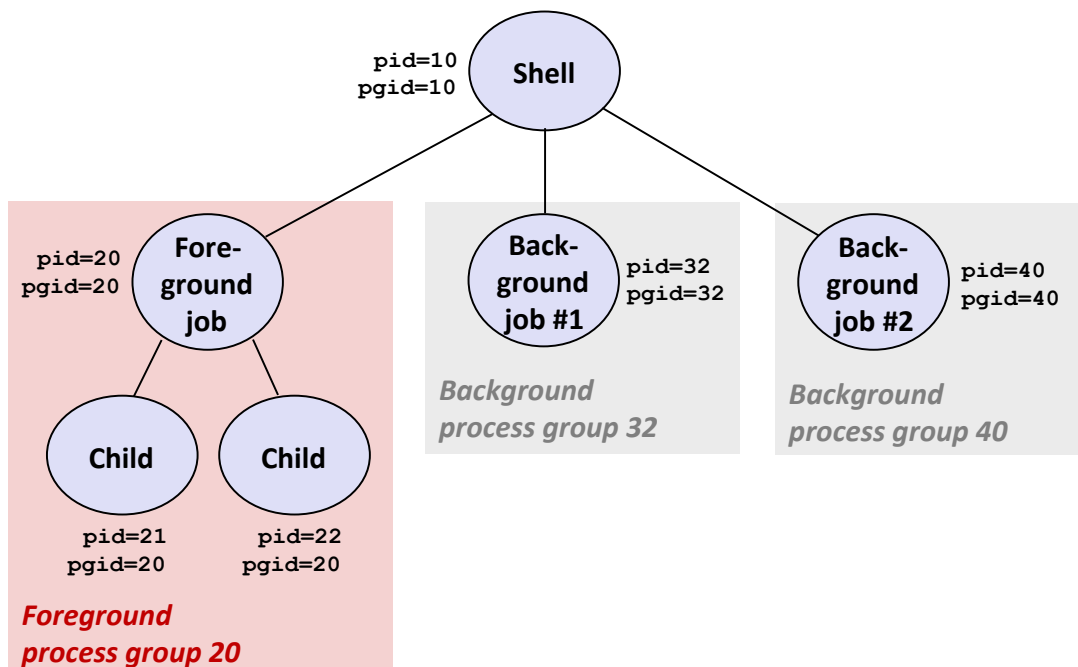 pid=10
pgid=10
Shell
pid=20
pgid=20
Fore-
ground
job
Back-
ground
job #1
pid=32
pgid=32
Back-
ground
job #2
pid=40
pgid=40
Child
pid=21
pgid=20
Child
pid=22
pgid=20
Background
process group 32
Background
process group 40
Foreground
process group 20